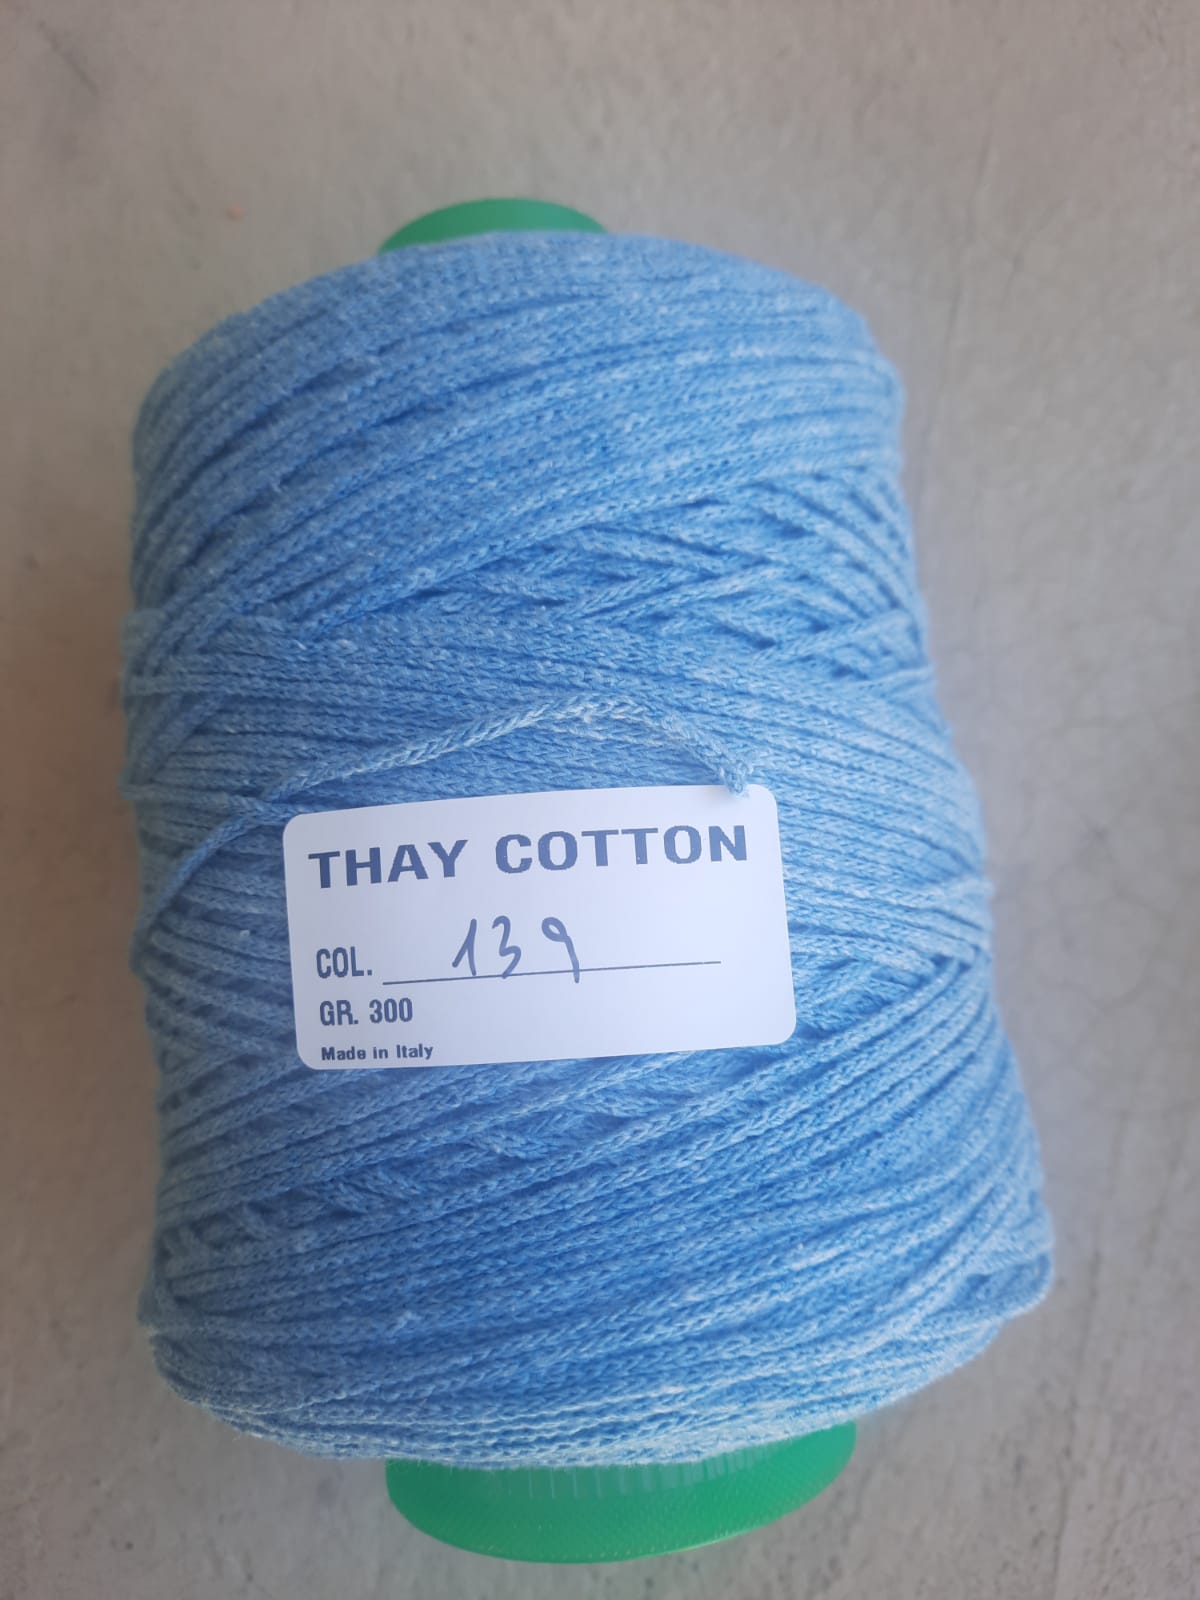 THAY COTTON
COL. 139
GR. 300
Made in Italy